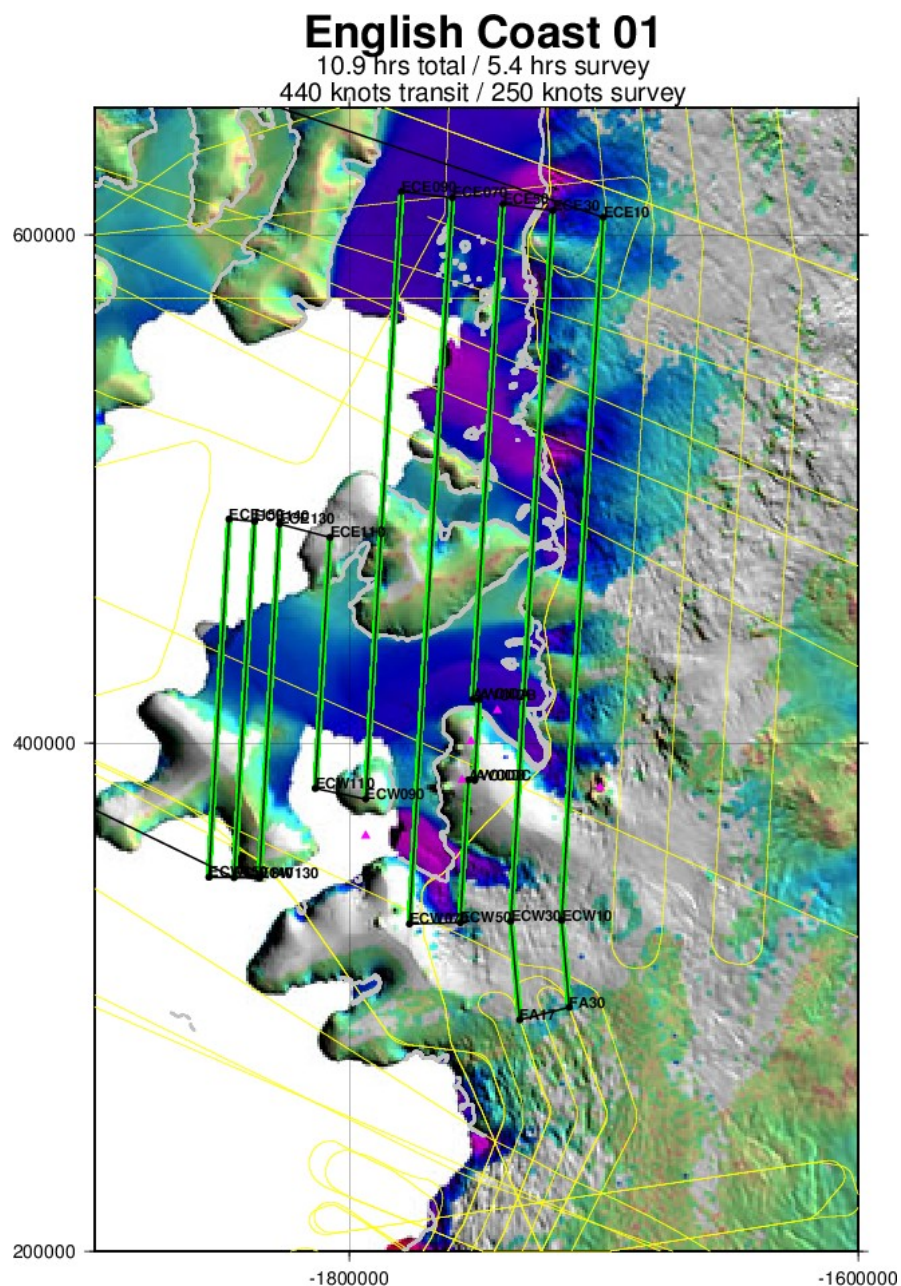 English Coast 01
10.9 hrs total / 5.4 hrs survey
440 knots transit / 250 knots survey
ECE090
ECE070
ECE30
ECE10
600000
ECE130
ECE110
400000
ECW110
ECW090
ECW130
ECW50
ECW30
ECW10
FA17
FA30
200000
-1800000
-1600000